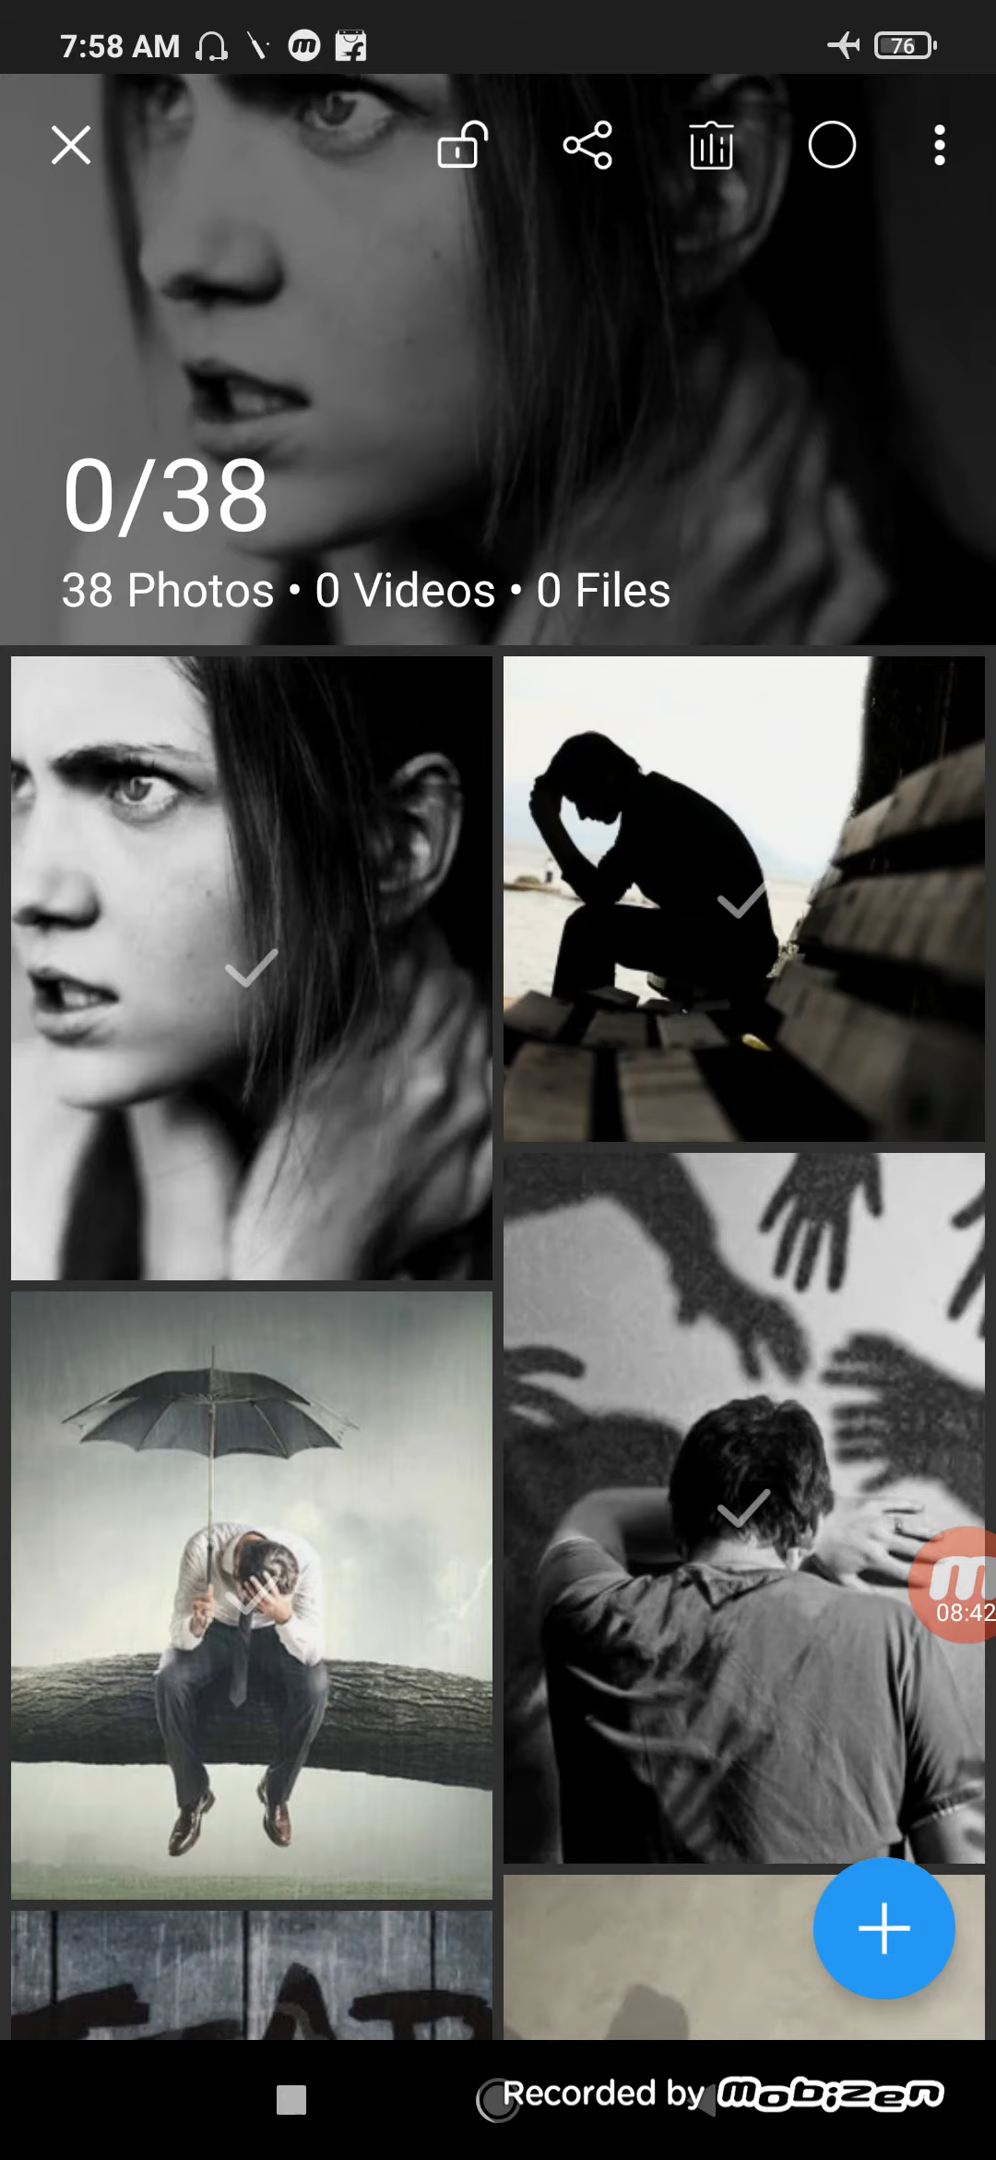 7:58 AM
76
0/38
38 Photos • 0 Videos • 0 Files
08:42
Recorded by mobizen